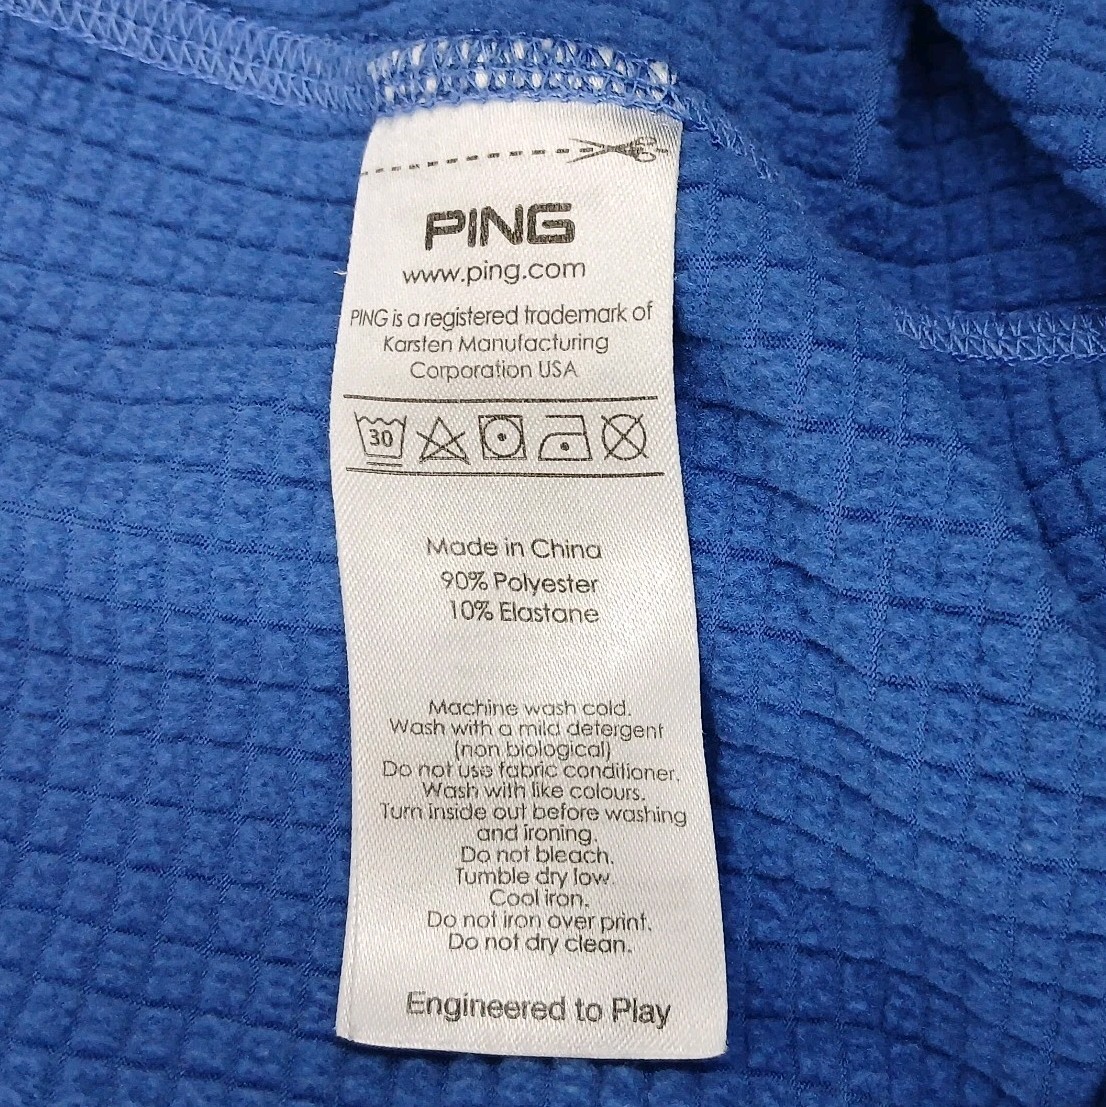 PING
www.ping.com
PING is a registered trademark of
Karsten Manufacturing
Corporation USA
30
Made in China
90% Polyester
10% Elastane
Machine wash cold.
Wash with a mild detergent
(non biological)
Do not use fabric conditioner.
Wash with like colours.
Turn inside out before washing
and ironing.
Do not bleach.
Tumble dry low.
Cool iron.
Do not iron over print.
Do not dry clean.
Engineered to Play